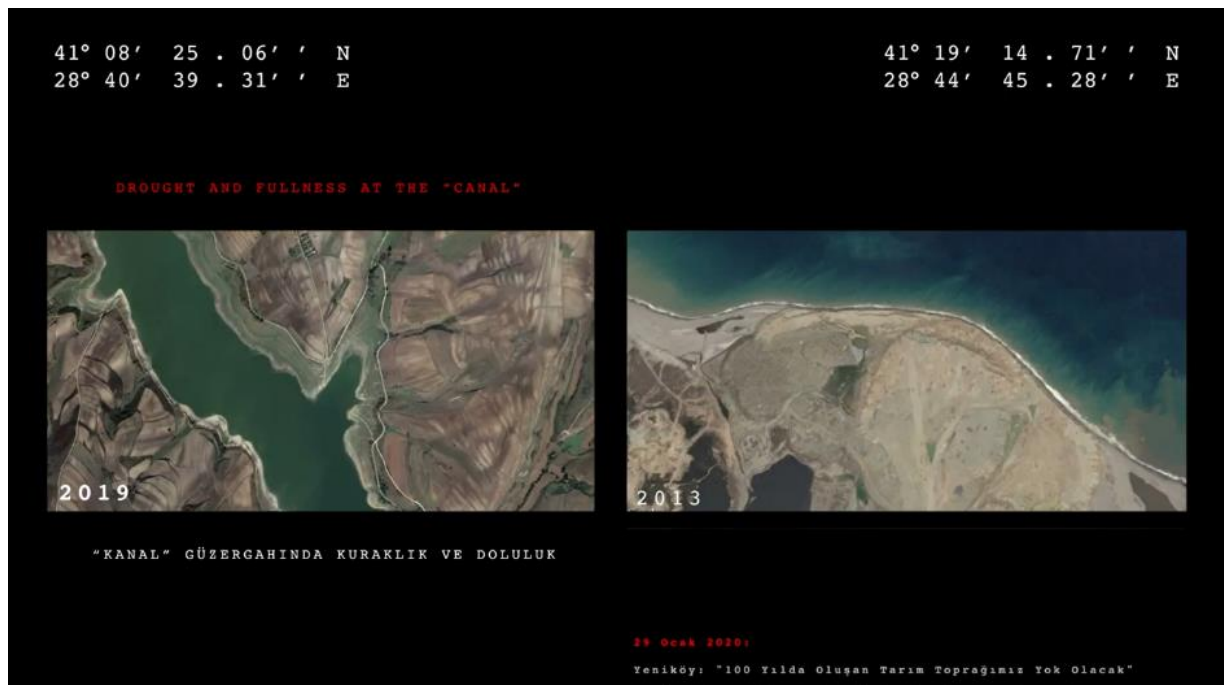 41° 08′ 25 . 06′ ′ N
28° 40′ 39 . 31′ ′ E
41° 19′ 14 . 71′ ′ N
28° 44′ 45 . 28′ ′ E
DROUGHT AND FULLNESS AT THE "CANAL"
2019
2013
"KANAL" GÜZERGAHINDA KURAKLIK VE DOLULUK
29 Ocak 2020:
Yeniköy: "100 Yılda Oluşan Tarım Toprağımız Yok Olacak"